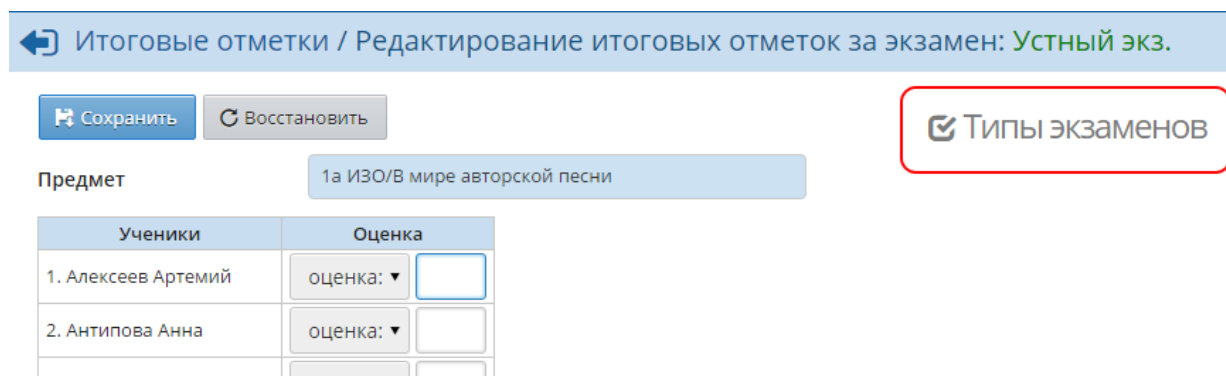 Итоговые отметки / Редактирование итоговых отметок за экзамен: Устный экз.
Сохранить Восстановить
Типы экзаменов
Предмет 1а ИЗО/В мире авторской песни
Ученики Оценка
1. Алексеев Артемий оценка:
2. Антипова Анна оценка: